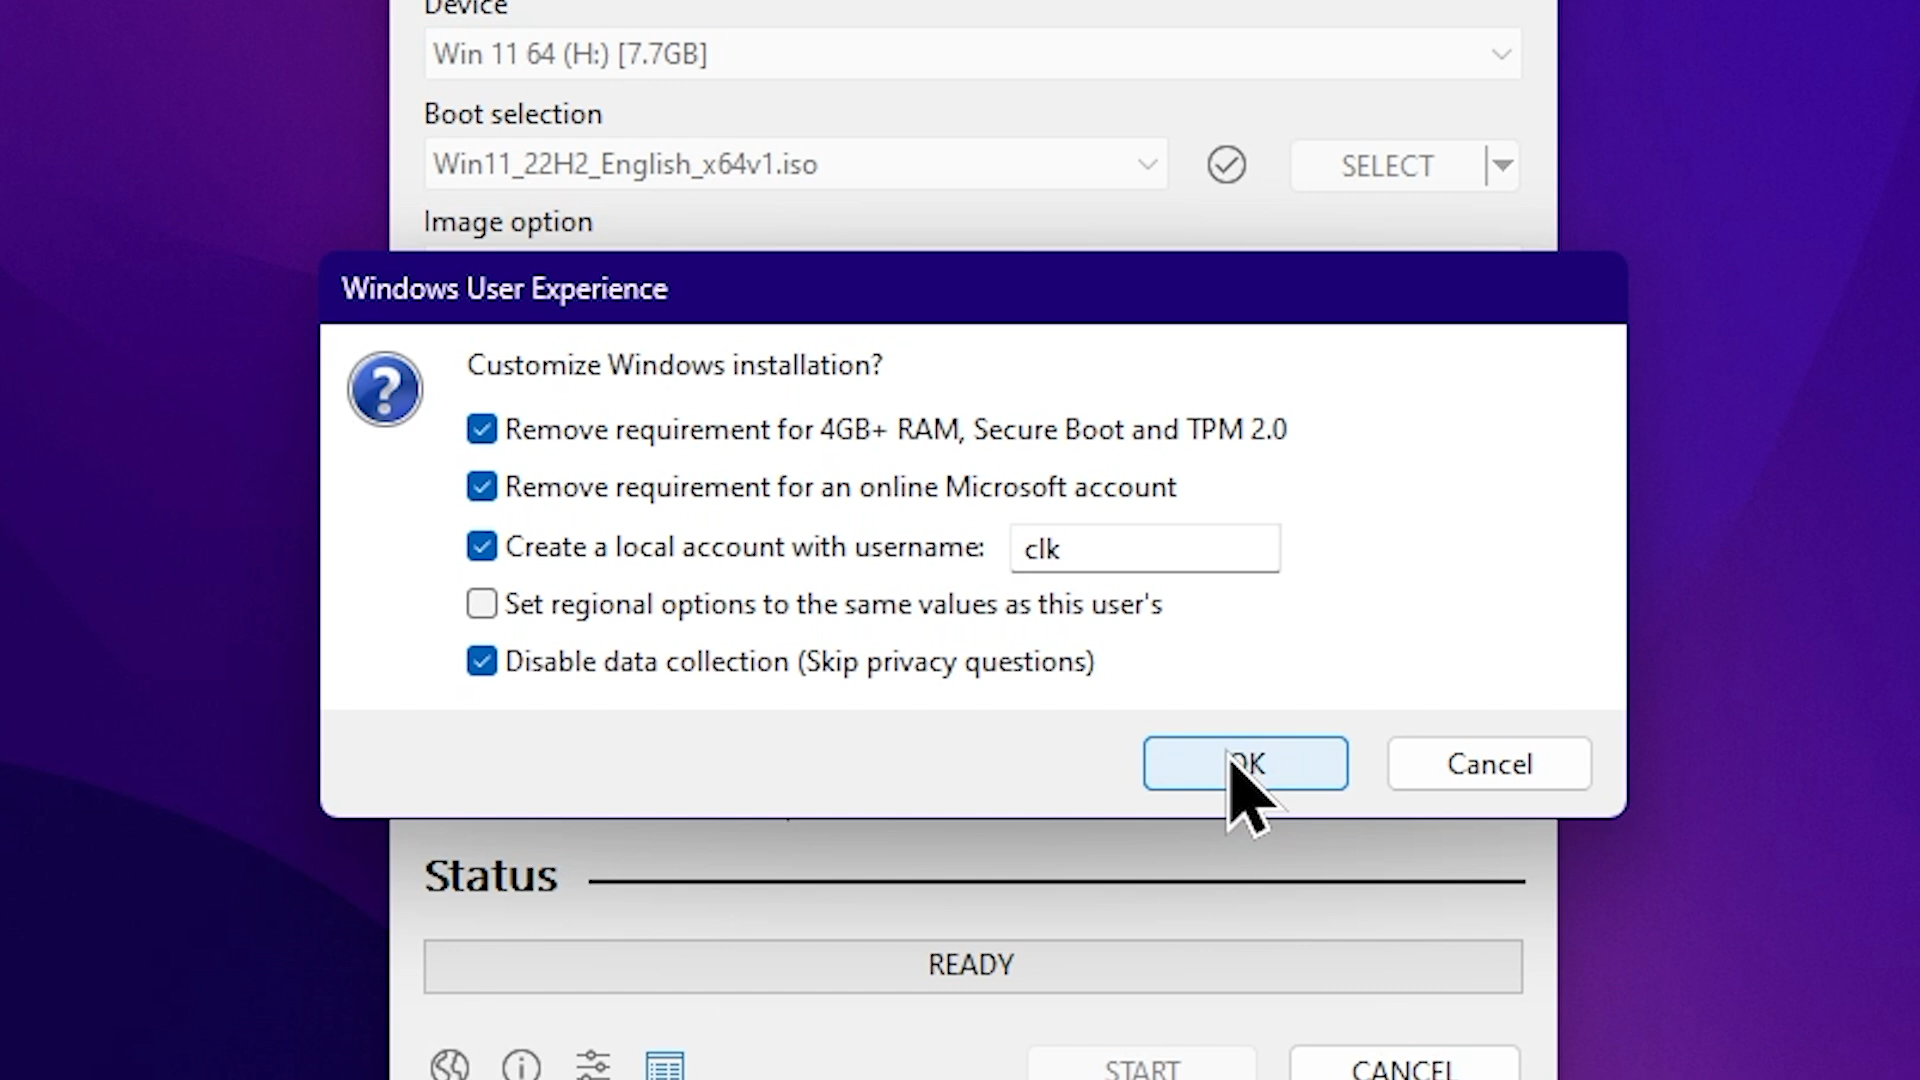 Device
Win 11 64 (H:) [7.7GB]
Boot selection
Win11_22H2_English_x64v1.iso
SELECT
Image option
Windows User Experience
Customize Windows installation?
Remove requirement for 4GB+ RAM, Secure Boot and TPM 2.0
Remove requirement for an online Microsoft account
Create a local account with username: clk
Set regional options to the same values as this user's
Disable data collection (Skip privacy questions)
OK Cancel
Status
READY
START CANCEL